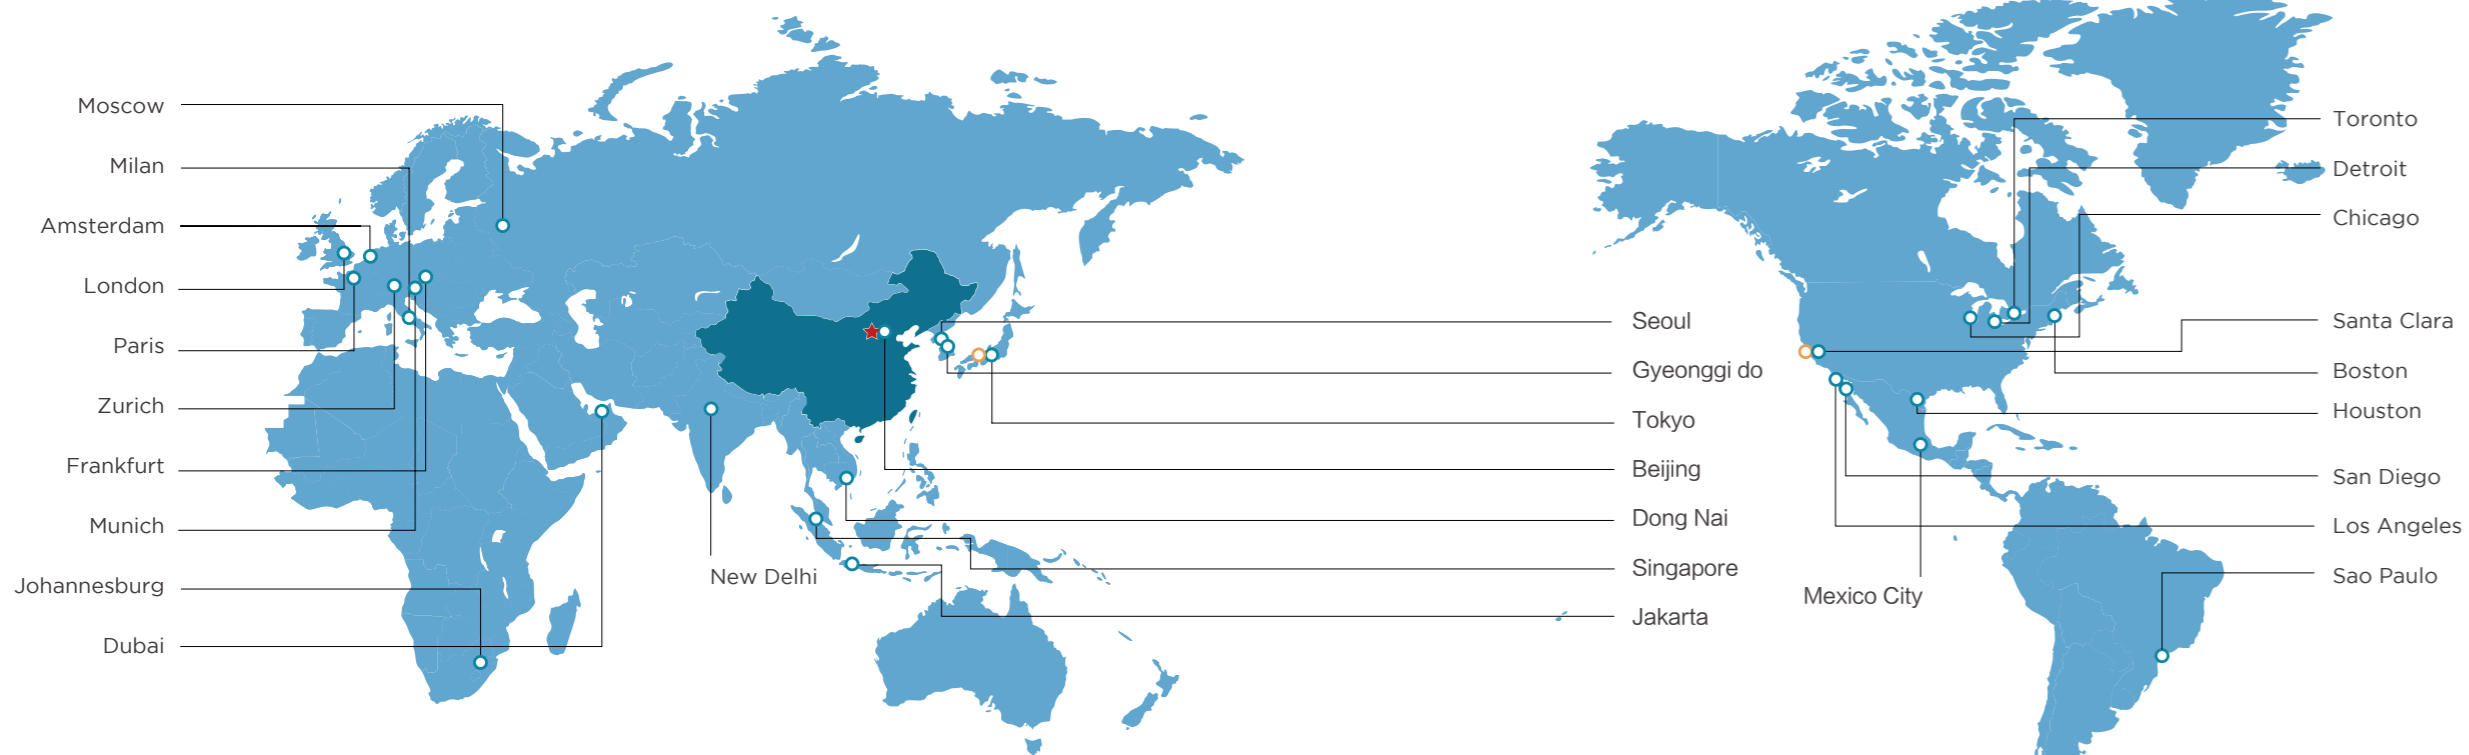 Moscow
Milan
Amsterdam
London
Paris
Zurich
Frankfurt
Munich
Johannesburg
Dubai
New Delhi
Seoul
Gyeonggi do
Tokyo
Beijing
Dong Nai
Singapore
Jakarta
Mexico City
Toronto
Detroit
Chicago
Santa Clara
Boston
Houston
San Diego
Los Angeles
Sao Paulo